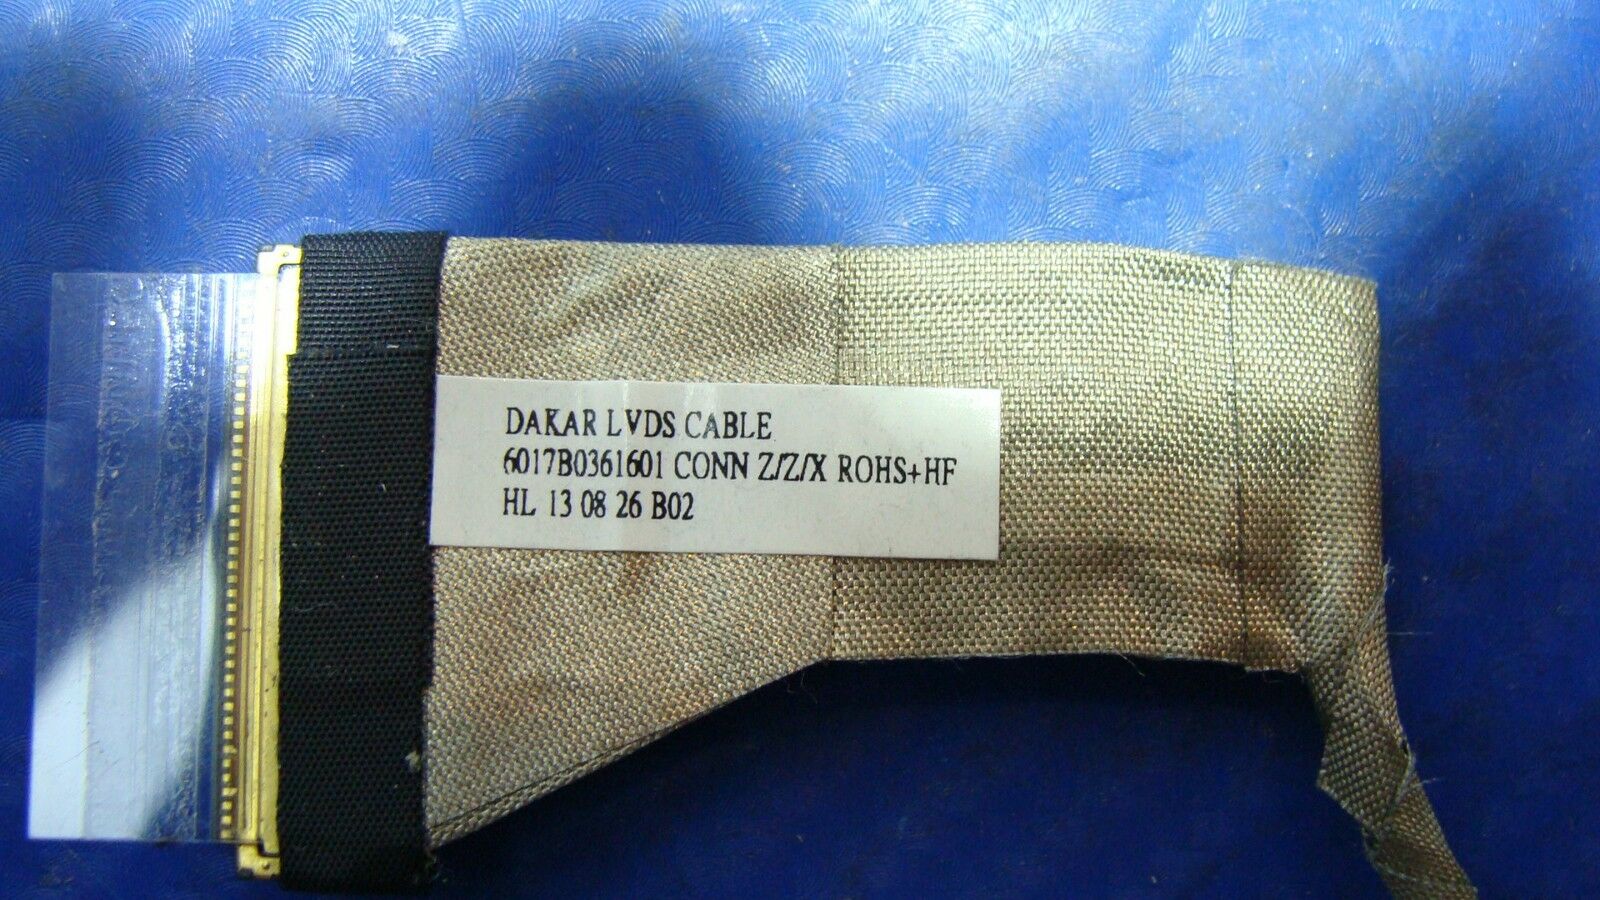 DAKAR LVDS CABLE
6017B0361601 CONN Z/Z/X ROHS+HF
HL 13 08 26 B02